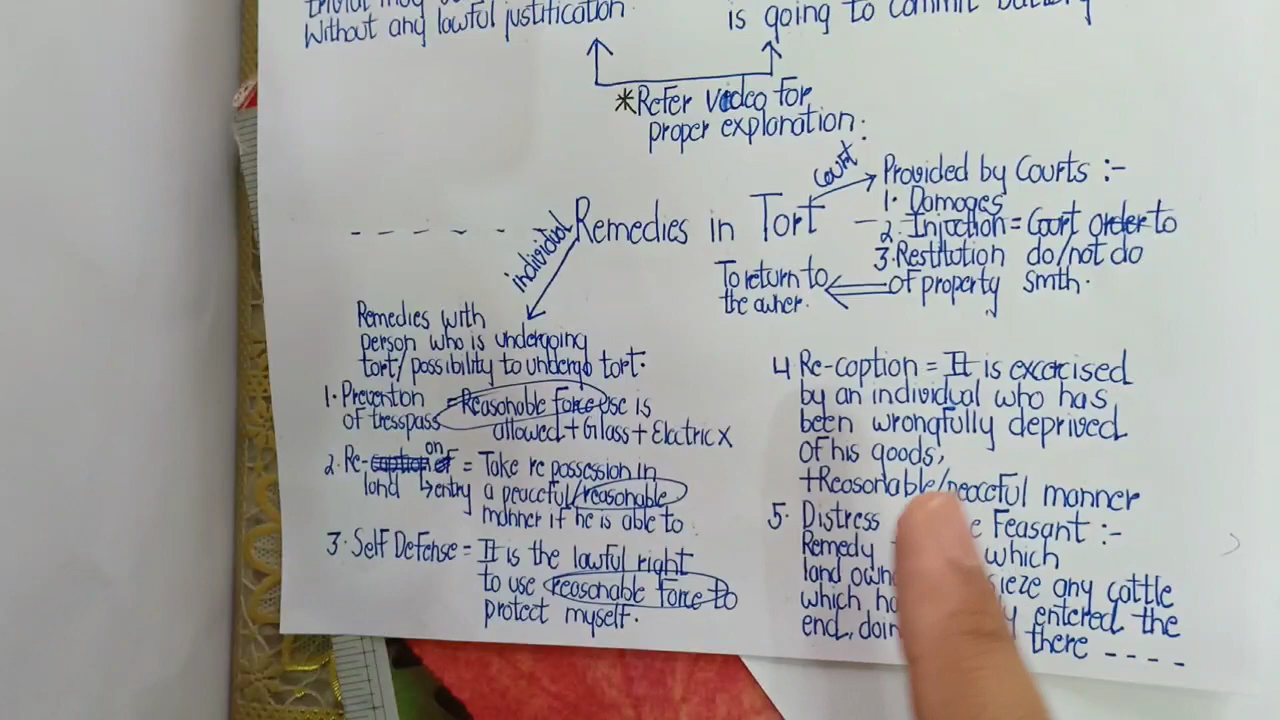 without any lawful justification
is going to commit battery
*Refer video for
proper explanation:
Remedies in Tort
court
Provided by Courts :-
1. Damages
2. Injuction = Court order to
do/not do
smth.
3. Restitution
of property
To return to
the owner.
individual
Remedies with
person who is undergoing
tort/possibility to undergo tort:
1. Prevention
of tresspass
= Reasonable force use is
allowed + Glass + Electric x
2. Re-entry on
land
= Take re possession in
a peaceful/reasonable
manner if he is able to
3. Self Defense = It is the lawful right
to use reasonable force to
protect myself.
4 Re-caption = It is excercised
by an individual who has
been wrongfully deprived
of his goods,
+Reasonable/peaceful manner
5. Distress Feasant :-
Remedy which
land sieze any cattle
which entered the
end, there ----